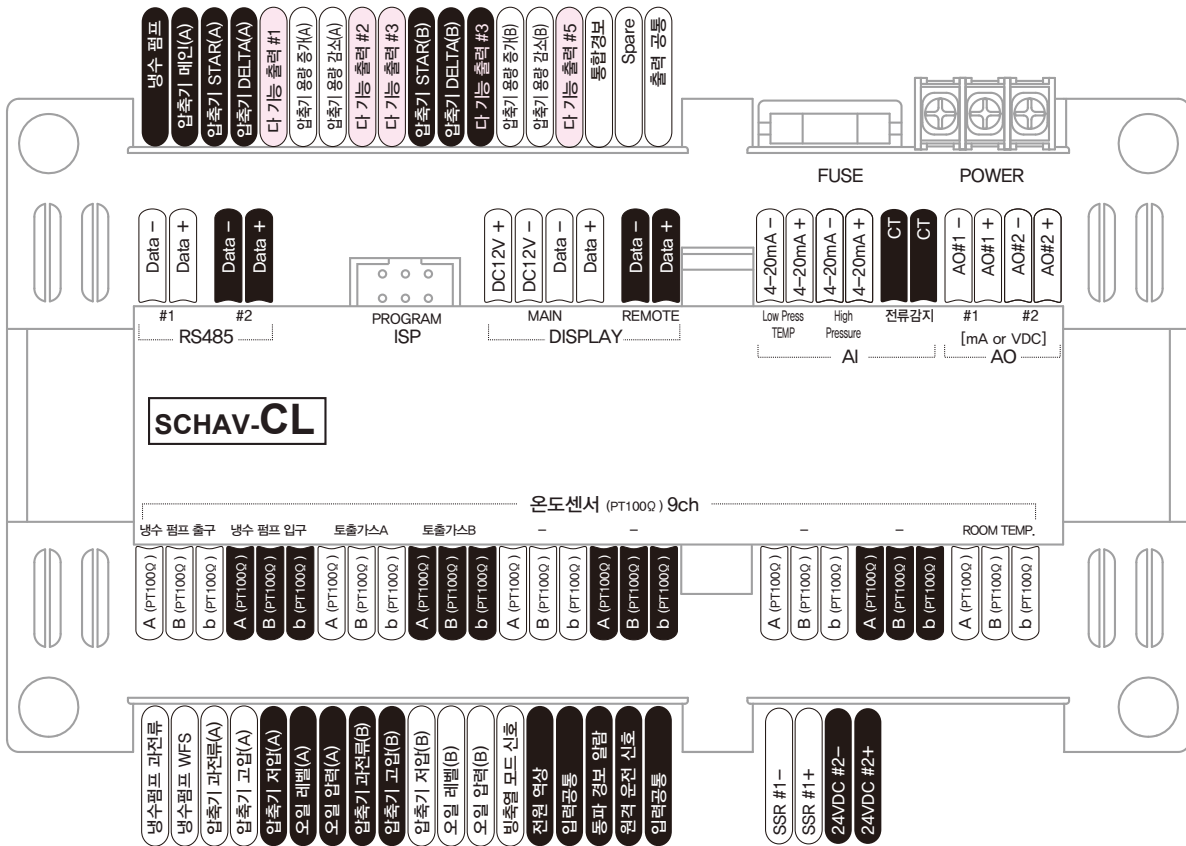 냉수 펌프
압축기 메인(A)
압축기 STAR(A)
압축기 DELTA(A)
다 기능 출력 #1
압축기 용량 증가(A)
압축기 용량 감소(A)
다 기능 출력 #2
다 기능 출력 #3
압축기 STAR(B)
압축기 DELTA(B)
다 기능 출력 #3
압축기 용량 증가(B)
압축기 용량 감소(B)
다 기능 출력 #5
통합경보
Spare
출력 공통
FUSE
POWER
Data −
Data +
Data −
Data +
DC12V +
DC12V −
Data −
Data +
Data −
Data +
4−20mA −
4−20mA +
4−20mA −
4−20mA +
CT
CT
AO#1 −
AO#1 +
AO#2 −
AO#2 +
#1
#2
RS485
PROGRAM
ISP
MAIN
REMOTE
DISPLAY
Low Press
TEMP
High
Pressure
전류감지
AI
#1
#2
[mA or VDC]
AO
SCHAV-CL
온도센서 (PT100Ω) 9ch
냉수 펌프 출구
냉수 펌프 입구
토출가스A
토출가스B
−
−
−
−
ROOM TEMP.
A (PT100Ω)
B (PT100Ω)
b (PT100Ω)
A (PT100Ω)
B (PT100Ω)
b (PT100Ω)
A (PT100Ω)
B (PT100Ω)
b (PT100Ω)
A (PT100Ω)
B (PT100Ω)
b (PT100Ω)
A (PT100Ω)
B (PT100Ω)
b (PT100Ω)
A (PT100Ω)
B (PT100Ω)
b (PT100Ω)
A (PT100Ω)
B (PT100Ω)
b (PT100Ω)
A (PT100Ω)
B (PT100Ω)
b (PT100Ω)
A (PT100Ω)
B (PT100Ω)
b (PT100Ω)
냉수펌프 과전류
냉수펌프 WFS
압축기 과전류(A)
압축기 고압(A)
압축기 저압(A)
오일 레벨(A)
오일 압력(A)
압축기 과전류(B)
압축기 고압(B)
압축기 저압(B)
오일 레벨(B)
오일 압력(B)
방축열 모드 신호
전원 역상
입력공통
동파 경보 알람
원격 운전 신호
입력공통
SSR #1−
SSR #1+
24VDC #2−
24VDC #2+